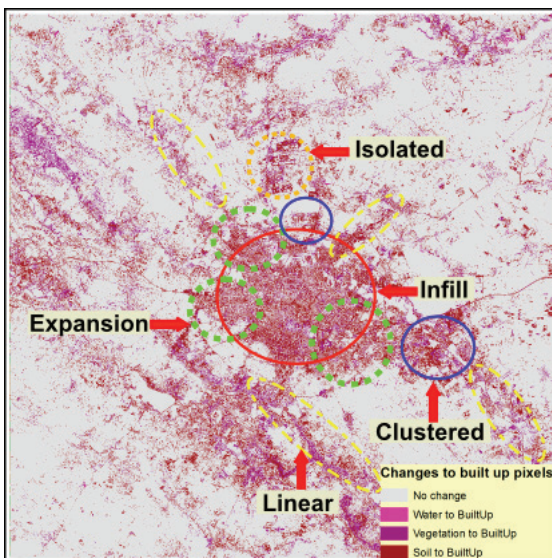 Isolated
Infill
Expansion
Clustered
Linear
Changes to built up pixels
No change
Water to BuiltUp
Vegetation to BuiltUp
Soil to BuiltUp